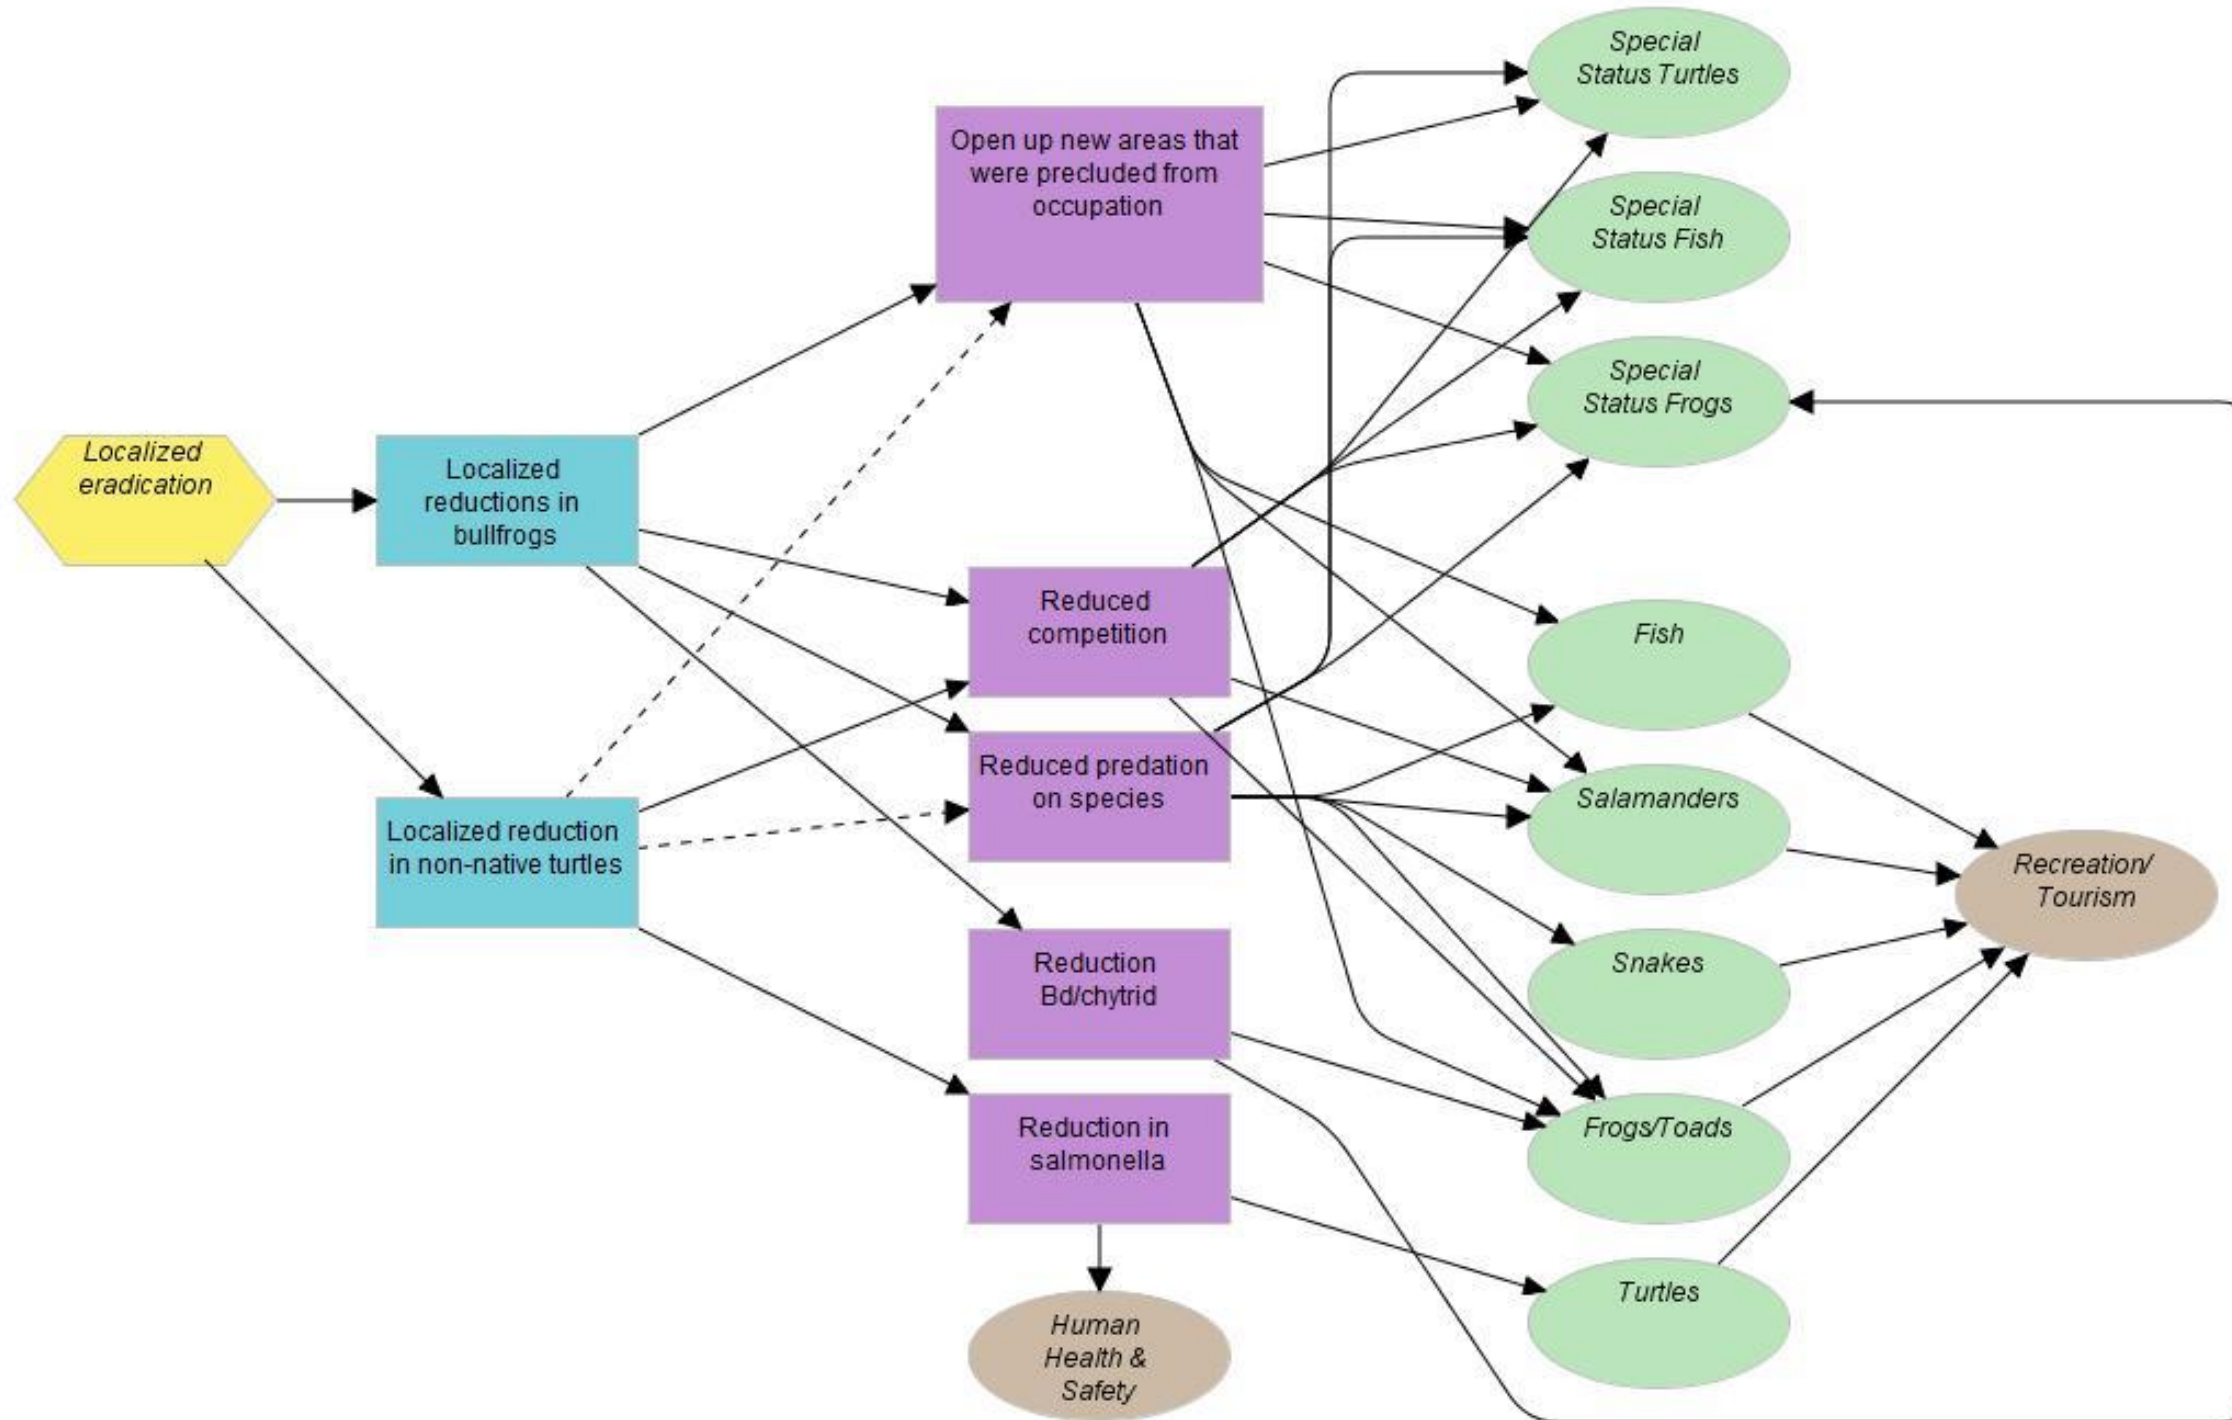 Localized
eradication
Localized
reductions in
bullfrogs
Localized reduction
in non-native turtles
Open up new areas that
were precluded from
occupation
Reduced
competition
Reduced predation
on species
Reduction
Bd/chytrid
Reduction in
salmonella
Human
Health &
Safety
Special
Status Turtles
Special
Status Fish
Special
Status Frogs
Fish
Salamanders
Snakes
Frogs/Toads
Turtles
Recreation/
Tourism